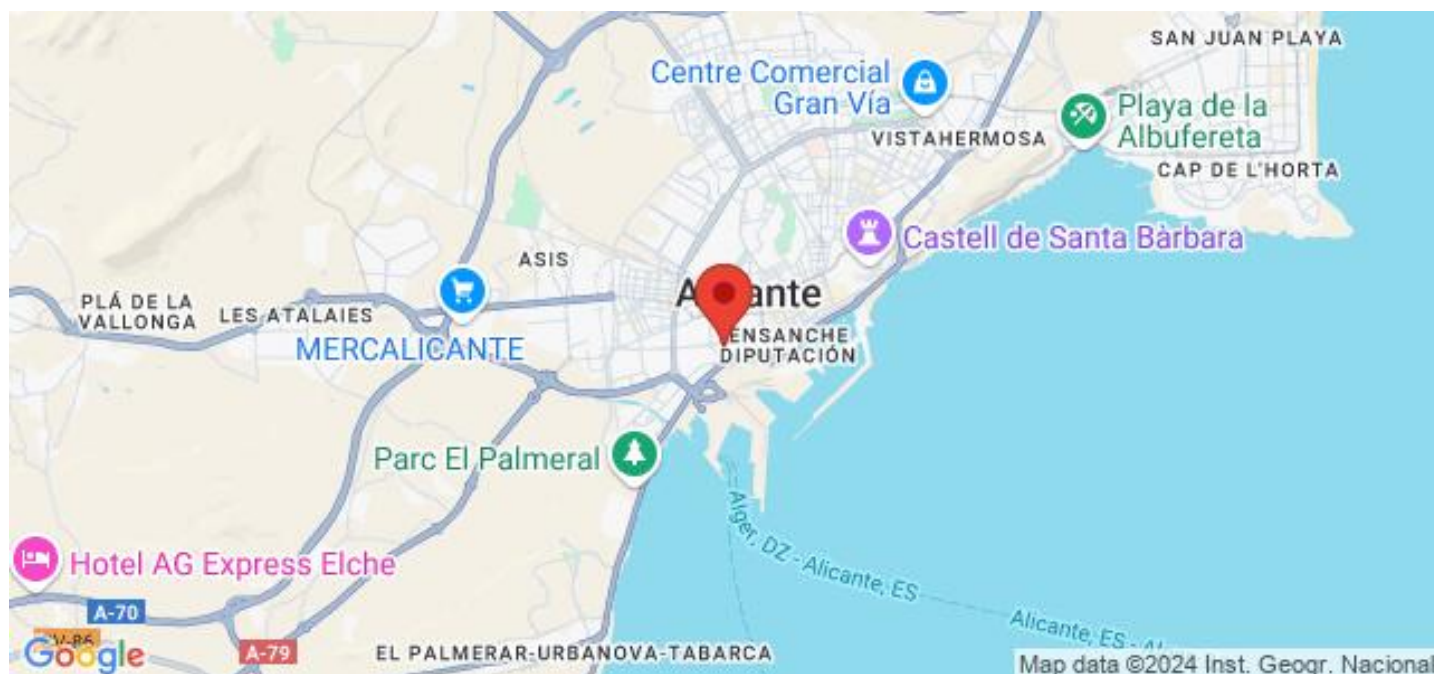 SAN JUAN PLAYA
Centre Comercial
Gran Vía
Playa de la
Albufereta
VISTAHERMOSA
CAP DE L'HORTA
Castell de Santa Bàrbara
ASIS
PLÁ DE LA
VALLONGA
LES ATALAIES
MERCALICANTE
ENSANCHE
DIPUTACIÓN
Parc El Palmeral
Alger, DZ - Alicante, ES
Hotel AG Express Elche
A-70
Alicante, ES - Al
Google
A-79
EL PALMERAR-URBANOVA-TABARCA
Map data ©2024 Inst. Geogr. Nacional